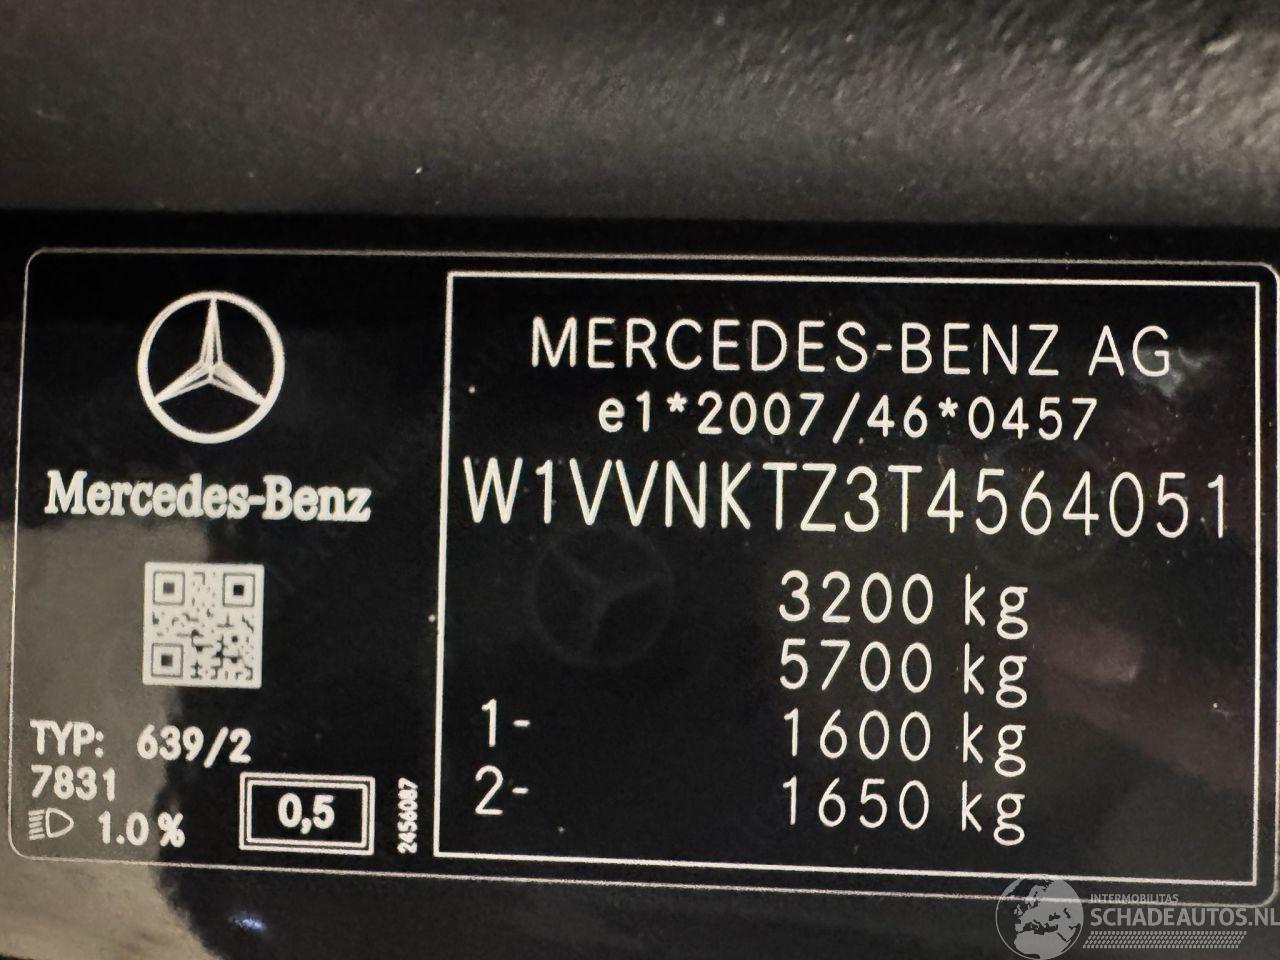 MERCEDES-BENZ AG
e1*2007/46*0457
W1VVNKTZ3T4564051
3200 kg
5700 kg
1- 1600 kg
2- 1650 kg
Mercedes-Benz
TYP: 639/2
7831
1.0 %
0,5
2456087
INTERMOBILITAS
SCHADEAUTOS.NL